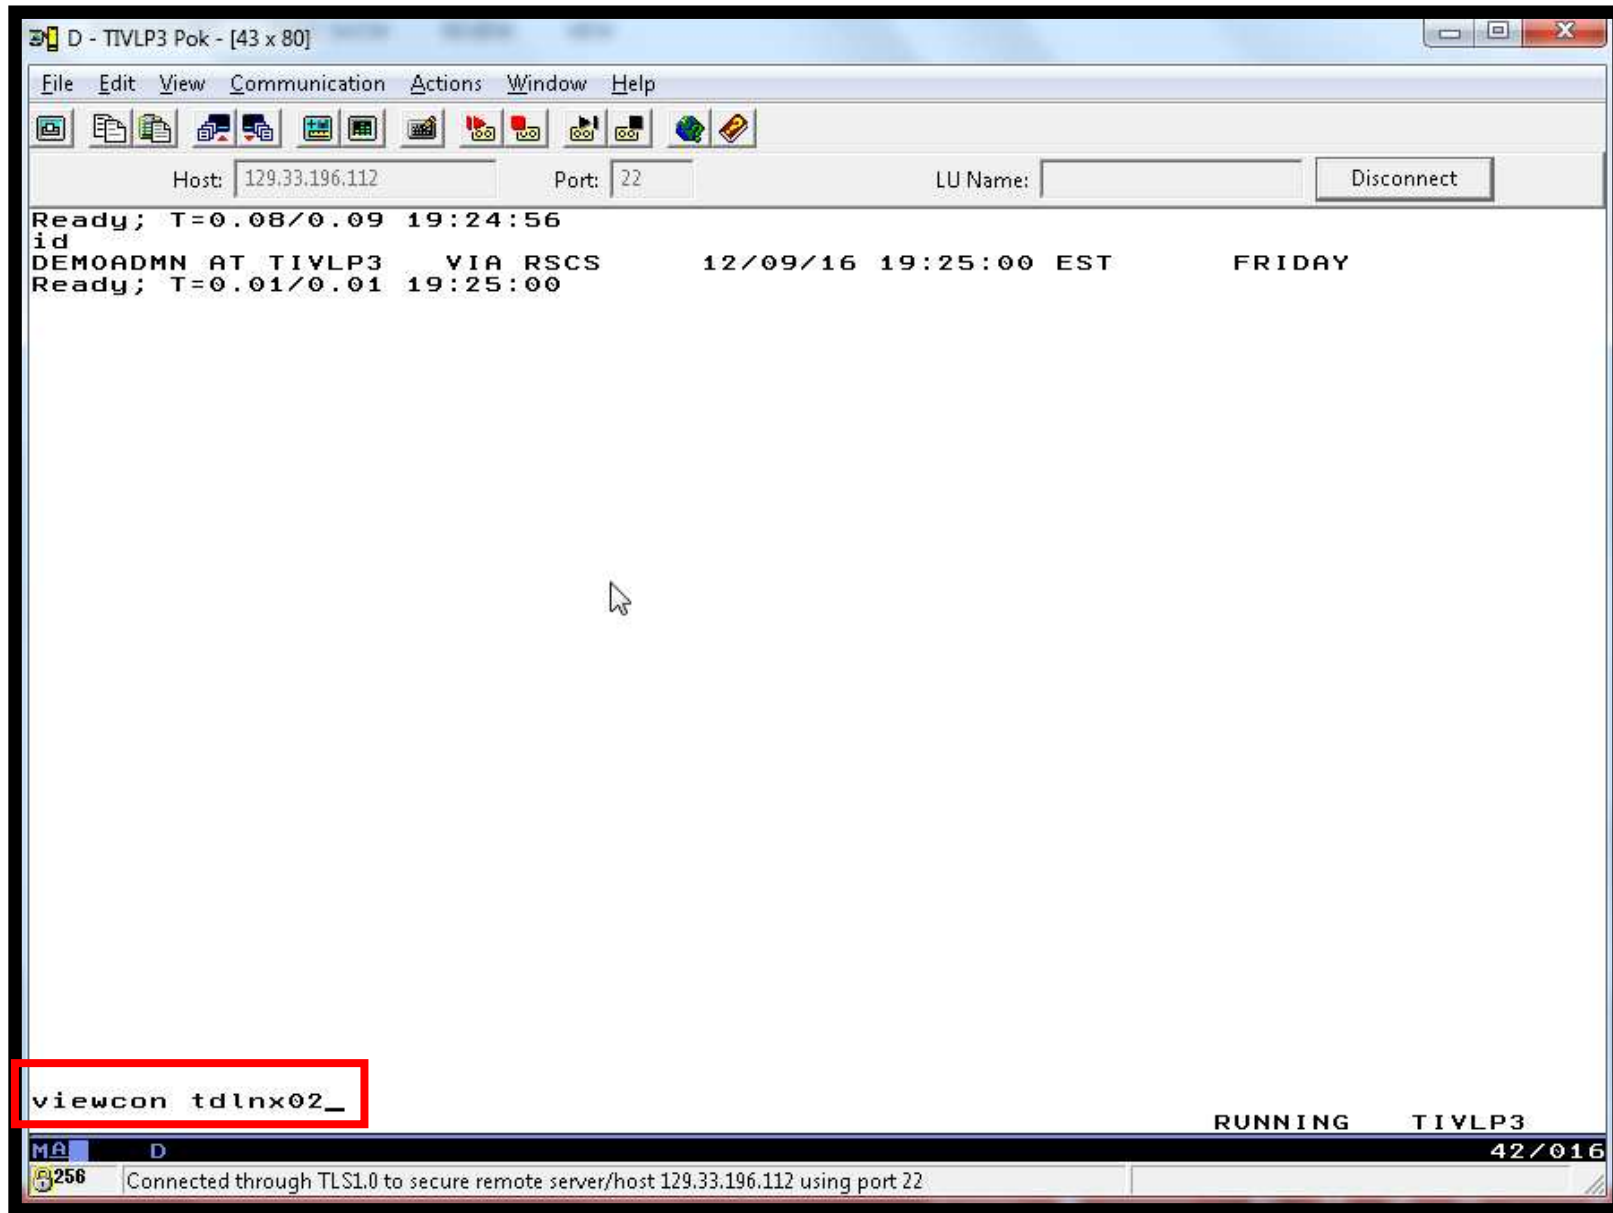 D - TIVLP3 Pok - [43 x 80]
File Edit View Communication Actions Window Help
Host: 129.33.196.112 Port: 22 LU Name: Disconnect
Ready; T=0.08/0.09 19:24:56
id
DEMOADMN AT TIVLP3 VIA RSCS 12/09/16 19:25:00 EST FRIDAY
Ready; T=0.01/0.01 19:25:00
viewcon tdlnx02_
RUNNING TIVLP3
MA D 42/016
256 Connected through TLS1.0 to secure remote server/host 129.33.196.112 using port 22